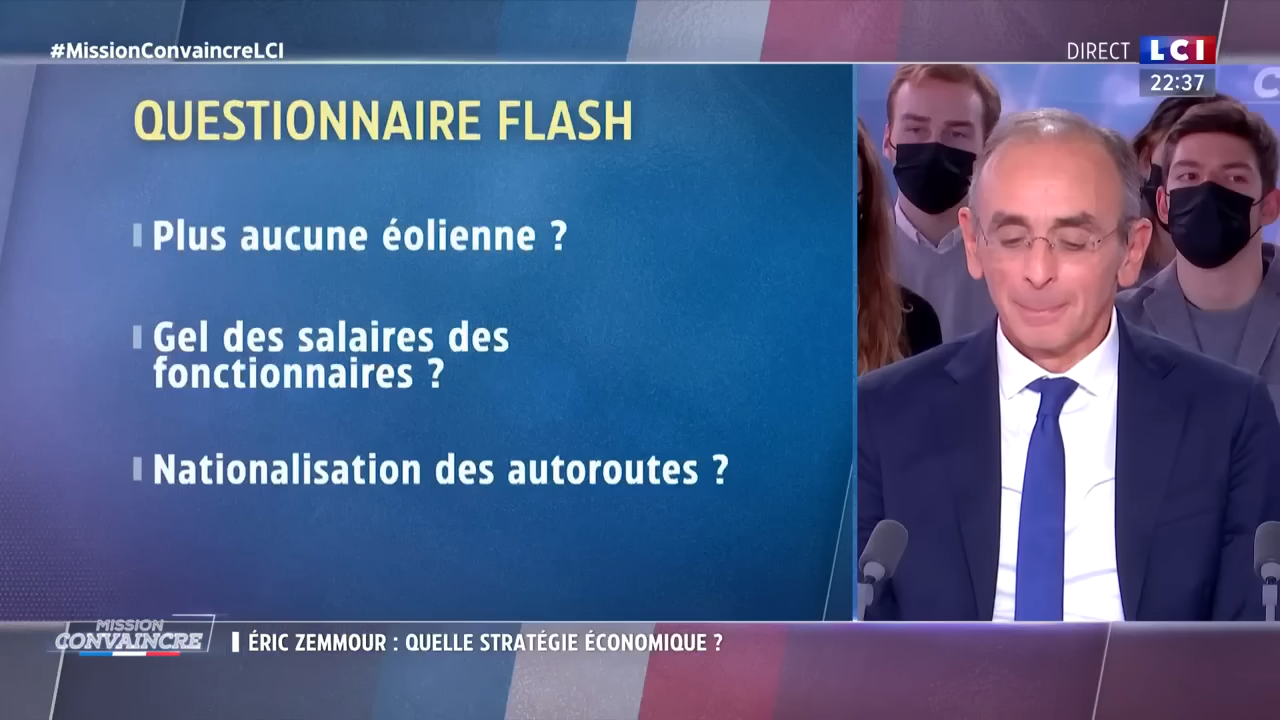 #MissionConvaincreLCI
DIRECT LCI
22:37
QUESTIONNAIRE FLASH
Plus aucune éolienne ?
Gel des salaires des
fonctionnaires ?
Nationalisation des autoroutes ?
MISSION
CONVAINCRE
ÉRIC ZEMMOUR : QUELLE STRATÉGIE ÉCONOMIQUE ?